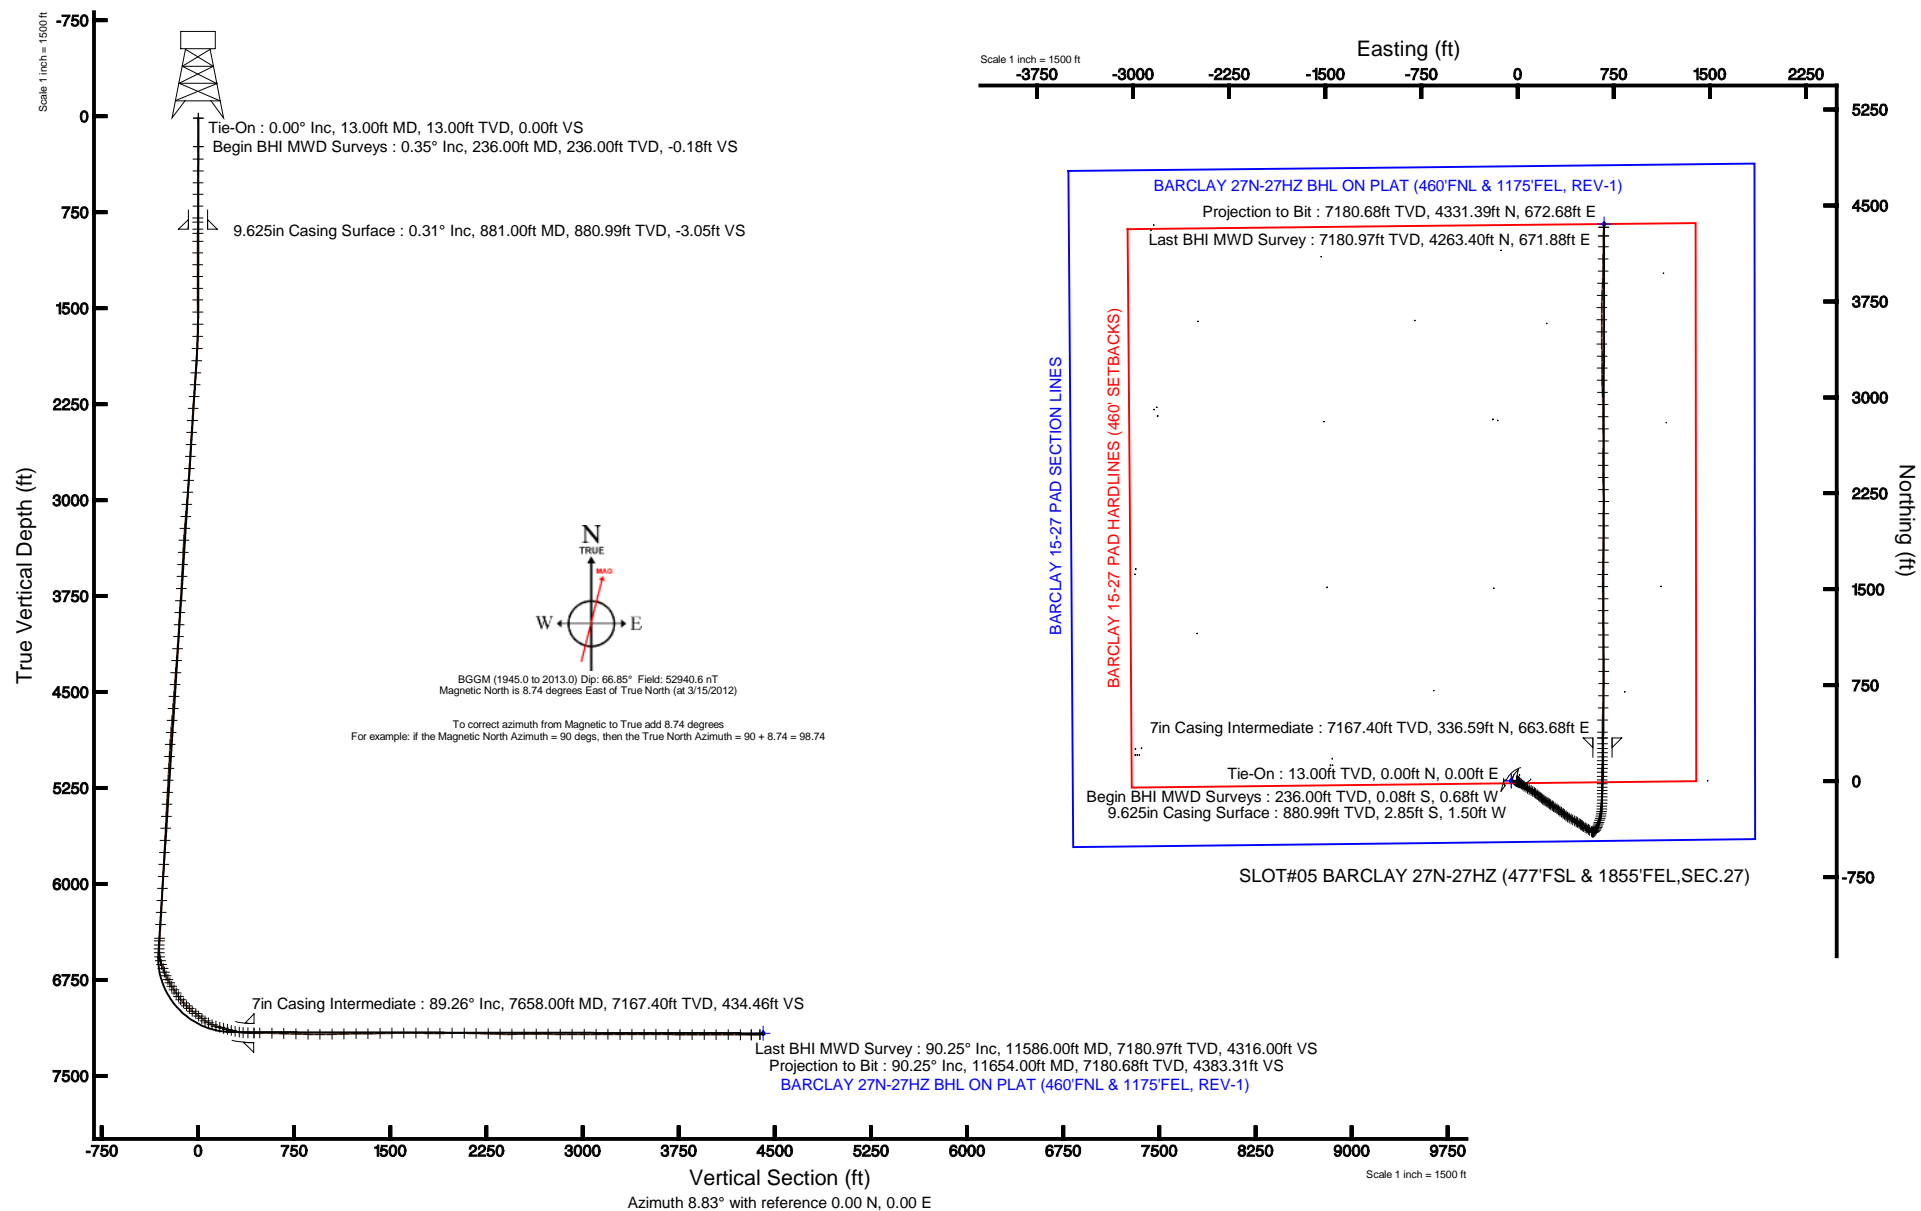 Scale 1 inch = 1500 ft
-750
0
750
1500
2250
3000
3750
4500
5250
6000
6750
7500
True Vertical Depth (ft)
Tie-On : 0.00° Inc, 13.00ft MD, 13.00ft TVD, 0.00ft VS
Begin BHI MWD Surveys : 0.35° Inc, 236.00ft MD, 236.00ft TVD, -0.18ft VS
9.625in Casing Surface : 0.31° Inc, 881.00ft MD, 880.99ft TVD, -3.05ft VS
N
TRUE
MAG
W
E
BGGM (1945.0 to 2013.0) Dip: 66.85° Field: 52940.6 nT
Magnetic North is 8.74 degrees East of True North (at 3/15/2012)
To correct azimuth from Magnetic to True add 8.74 degrees
For example: if the Magnetic North Azimuth = 90 degs, then the True North Azimuth = 90 + 8.74 = 98.74
7in Casing Intermediate : 89.26° Inc, 7658.00ft MD, 7167.40ft TVD, 434.46ft VS
Last BHI MWD Survey : 90.25° Inc, 11586.00ft MD, 7180.97ft TVD, 4316.00ft VS
Projection to Bit : 90.25° Inc, 11654.00ft MD, 7180.68ft TVD, 4383.31ft VS
BARCLAY 27N-27HZ BHL ON PLAT (460'FNL & 1175'FEL, REV-1)
-750 0 750 1500 2250 3000 3750 4500 5250 6000 6750 7500 8250 9000 9750
Vertical Section (ft)
Scale 1 inch = 1500 ft
Azimuth 8.83° with reference 0.00 N, 0.00 E
Easting (ft)
Scale 1 inch = 1500 ft
-3750 -3000 -2250 -1500 -750 0 750 1500 2250
5250
4500
3750
3000
2250
1500
750
0
-750
Northing (ft)
BARCLAY 27N-27HZ BHL ON PLAT (460'FNL & 1175'FEL, REV-1)
Projection to Bit : 7180.68ft TVD, 4331.39ft N, 672.68ft E
Last BHI MWD Survey : 7180.97ft TVD, 4263.40ft N, 671.88ft E
BARCLAY 15-27 PAD SECTION LINES
BARCLAY 15-27 PAD HARDLINES (460' SETBACKS)
7in Casing Intermediate : 7167.40ft TVD, 336.59ft N, 663.68ft E
Tie-On : 13.00ft TVD, 0.00ft N, 0.00ft E
Begin BHI MWD Surveys : 236.00ft TVD, 0.08ft S, 0.68ft W
9.625in Casing Surface : 880.99ft TVD, 2.85ft S, 1.50ft W
SLOT#05 BARCLAY 27N-27HZ (477'FSL & 1855'FEL,SEC.27)